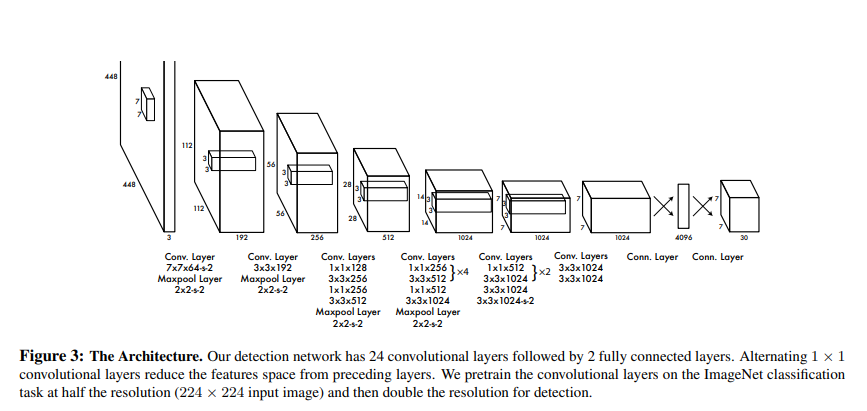 448
7
7
448
3
112
3
3
112
192
56
3
3
56
256
28
3
3
28
512
14
3
3
14
1024
7
3
3
7
1024
7
7
1024
4096
7
7
30
Conv. Layer
7x7x64-s-2
Maxpool Layer
2x2-s-2
Conv. Layer
3x3x192
Maxpool Layer
2x2-s-2
Conv. Layers
1x1x128
3x3x256
1x1x256
3x3x512
Maxpool Layer
2x2-s-2
Conv. Layers
1x1x256
3x3x512 } ×4
1x1x512
3x3x1024
Maxpool Layer
2x2-s-2
Conv. Layers
1x1x512
3x3x1024 } ×2
3x3x1024
3x3x1024-s-2
Conv. Layers
3x3x1024
3x3x1024
Conn. Layer
Conn. Layer
Figure 3: The Architecture. Our detection network has 24 convolutional layers followed by 2 fully connected layers. Alternating 1 × 1
convolutional layers reduce the features space from preceding layers. We pretrain the convolutional layers on the ImageNet classification
task at half the resolution (224 × 224 input image) and then double the resolution for detection.